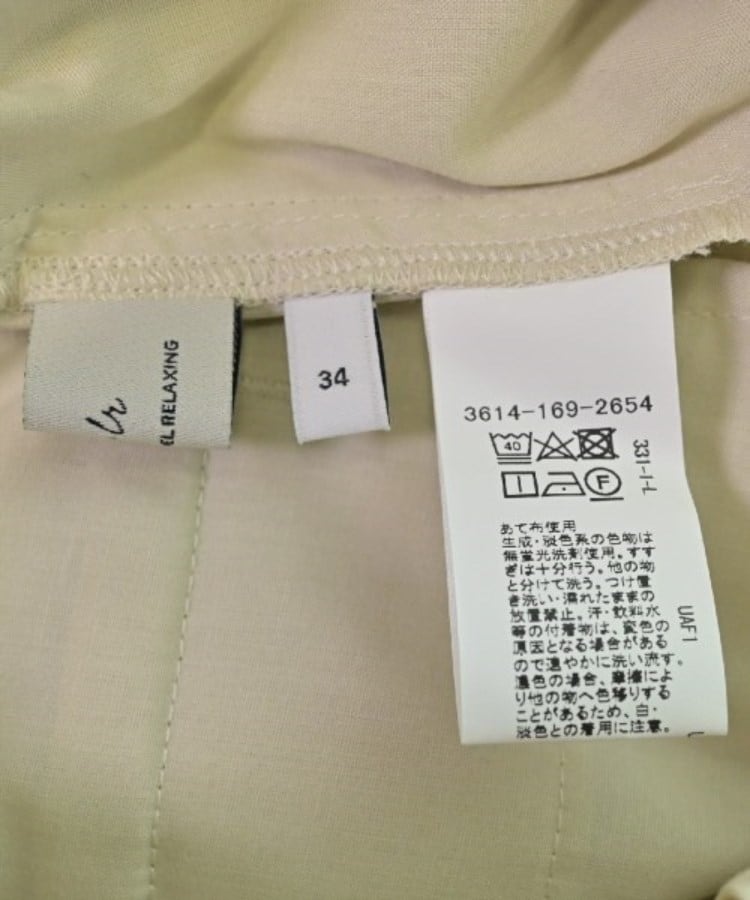 lr
EL RELAXING
34
3614-169-2654
40
331-1-L
F
あて布使用
生成・淡色系の色物は
無蛍光洗剤使用。すす
ぎは十分行う。他の物
と分けて洗う。つけ置
き洗い・濡れたままの
放置禁止。汗・飲料水
等の付着物は、変色の
原因となる場合がある
ので速やかに洗い流す。
濃色の場合、摩擦によ
り他の物へ色移りする
ことがあるため、白・
淡色との着用に注意。
UAF1